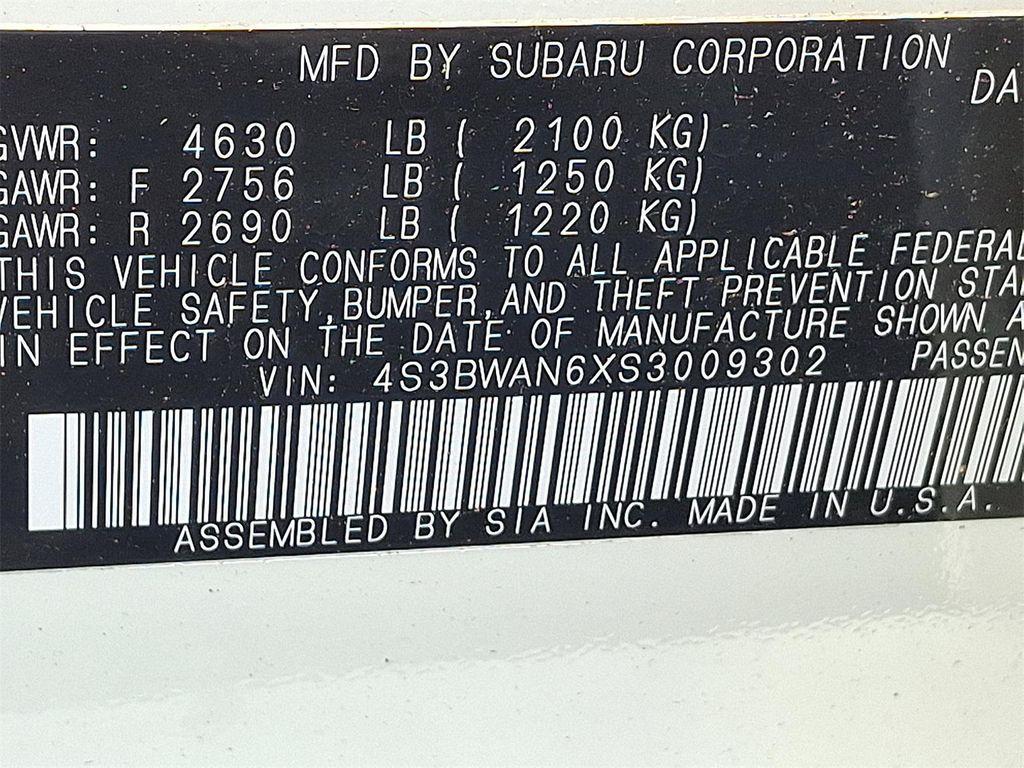 MFD BY SUBARU CORPORATION
DA
GVWR: 4630 LB ( 2100 KG)
GAWR: F 2756 LB ( 1250 KG)
GAWR: R 2690 LB ( 1220 KG)
THIS VEHICLE CONFORMS TO ALL APPLICABLE FEDERAL
VEHICLE SAFETY,BUMPER,AND THEFT PREVENTION STA
IN EFFECT ON THE DATE OF MANUFACTURE SHOWN A
VIN: 4S3BWAN6XS3009302 PASSEN
ASSEMBLED BY SIA INC. MADE IN U.S.A.